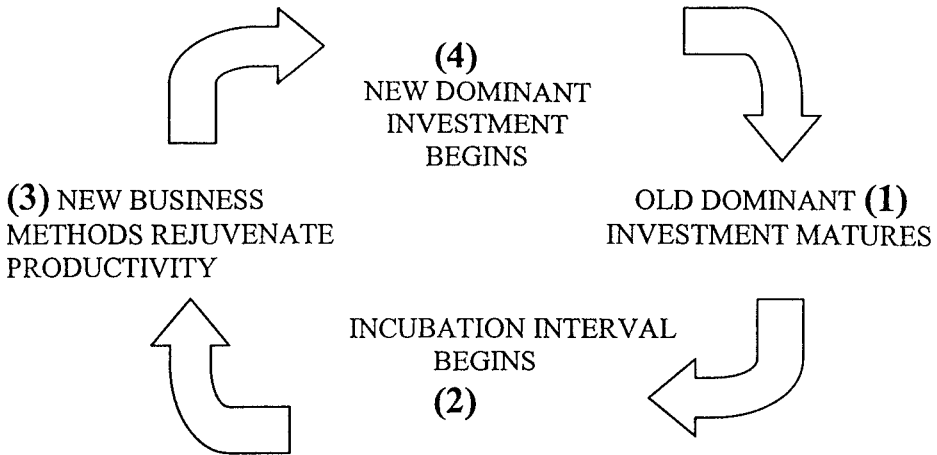 (4)
NEW DOMINANT
INVESTMENT
BEGINS
(3) NEW BUSINESS
METHODS REJUVENATE
PRODUCTIVITY
OLD DOMINANT (1)
INVESTMENT MATURES
INCUBATION INTERVAL
BEGINS
(2)